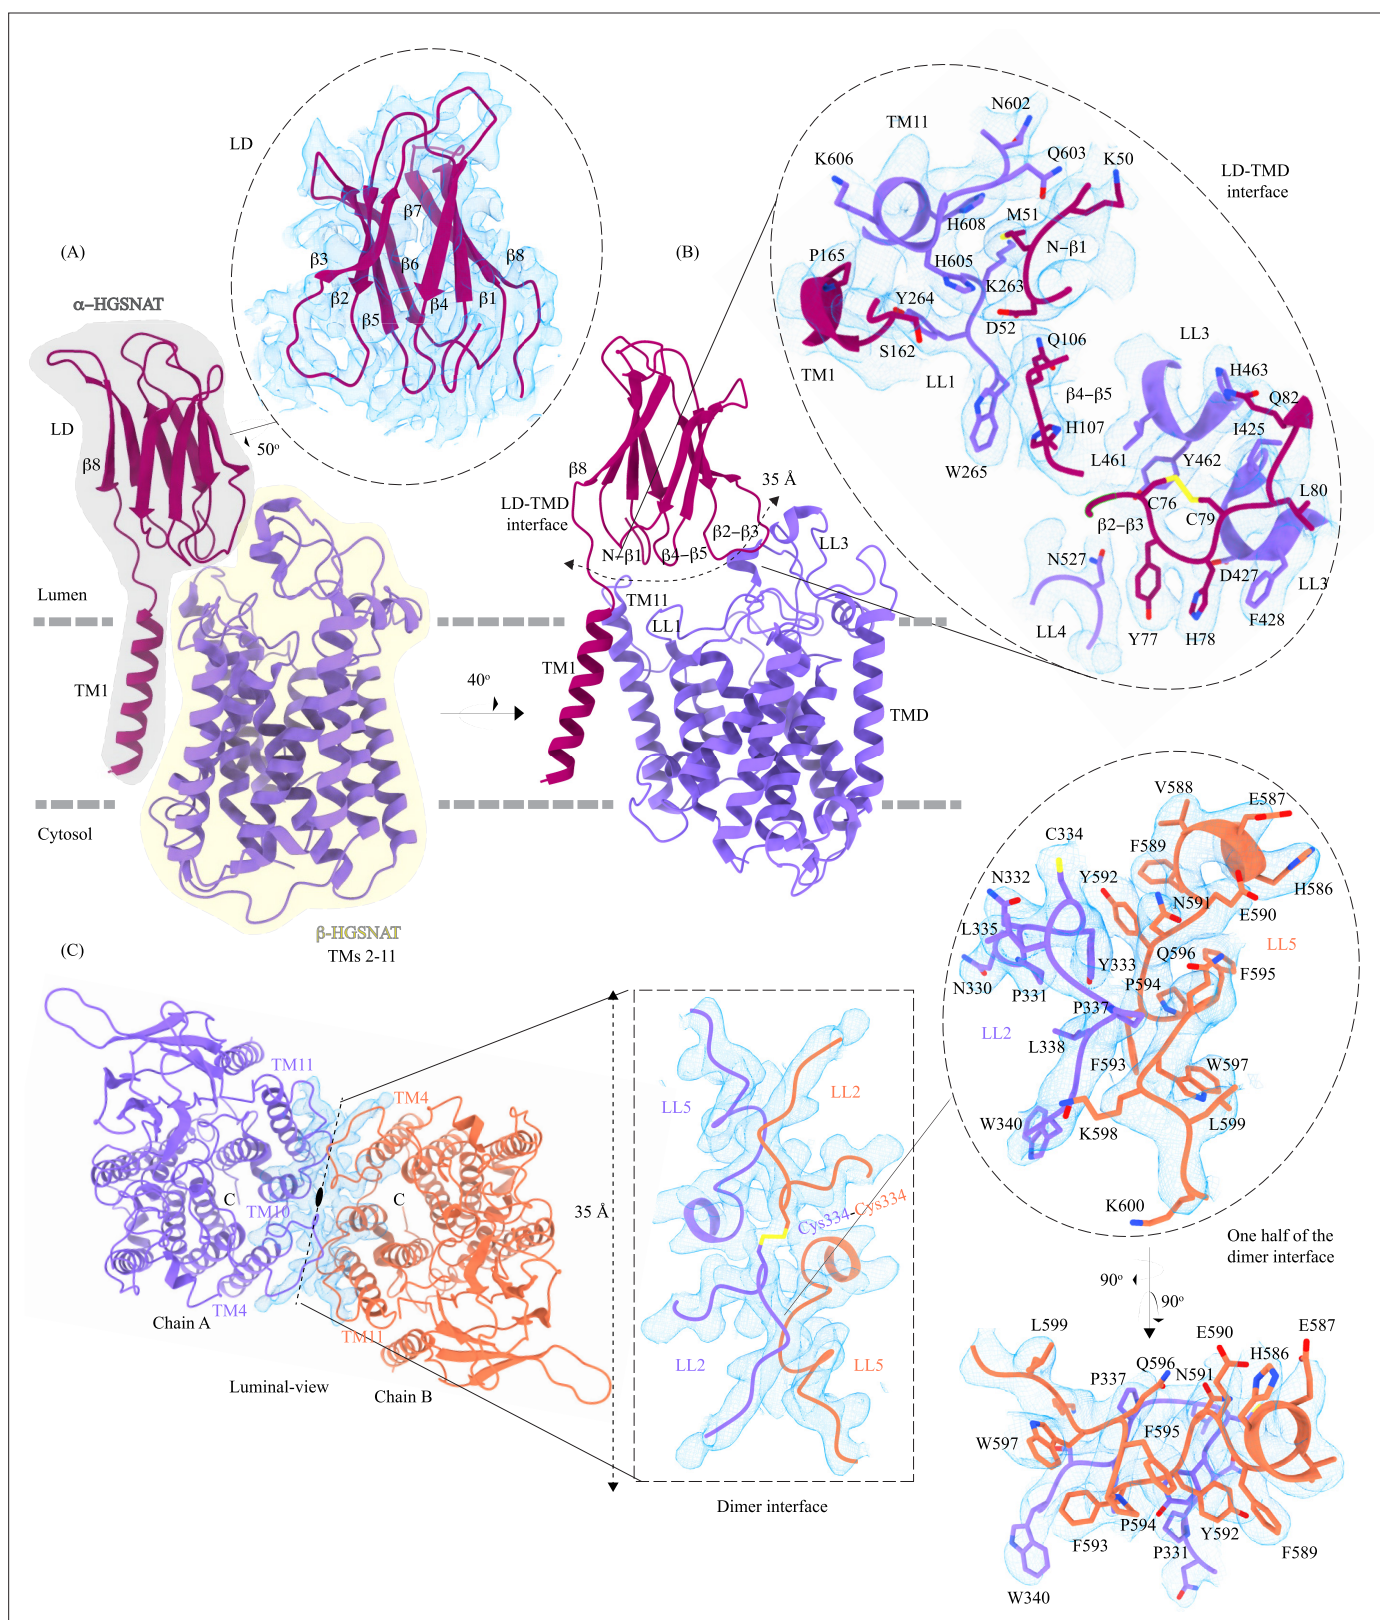 (A)
α–HGSNAT
LD
β8
LD
β7
β3
β6
β8
β2
β4
β1
β5
50°
Lumen
TM1
Cytosol
β-HGSNAT
TMs 2-11
40°
(B)
β8
LD-TMD
interface
35 Å
N–β1
β4–β5
β2–β3
LL3
TM11
LL1
TM1
TMD
N602
TM11
Q603
K606
K50
LD-TMD
interface
M51
H608
N–β1
P165
H605
K263
Y264
D52
S162
Q106
TM1
LL1
LL3
β4–β5
H463
Q82
H107
I425
L461
Y462
W265
C76
L80
β2–β3
C79
N527
D427
LL3
LL4
F428
Y77
H78
(C)
TM11
TM4
C
C
TM10
TM4
TM11
Chain A
Chain B
Luminal-view
35 Å
LL5
LL2
Cys334-Cys334
LL2
LL5
Dimer interface
V588
E587
C334
F589
Y592
N332
H586
N591
E590
L335
LL5
Q596
Y333
F595
N330
P331
P594
P337
LL2
L338
F593
W597
W340
K598
L599
K600
One half of the
dimer interface
90°
90°
L599
E590
E587
Q596
H586
P337
N591
W597
F595
P594
F593
Y592
P331
F589
W340